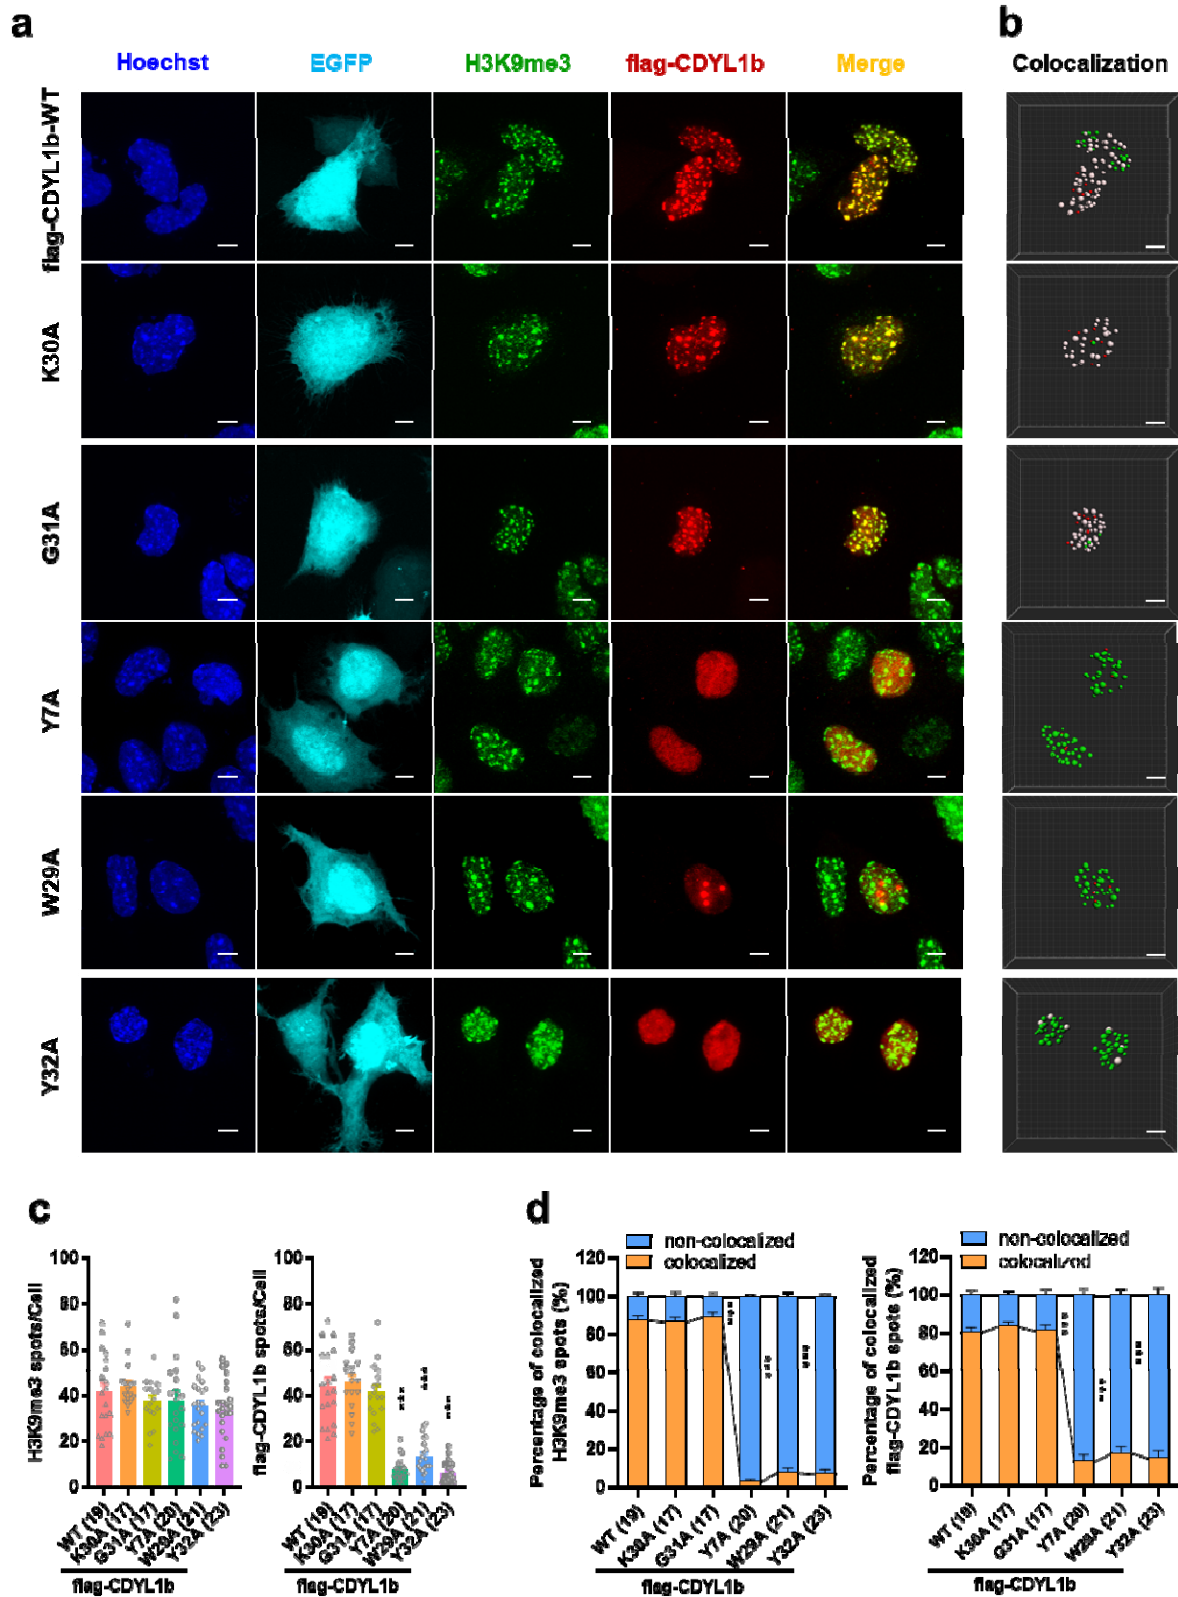 a
b
Hoechst EGFP H3K9me3 flag-CDYL1b Merge Colocalization
flag-CDYL1b-WT
K30A
G31A
Y7A
W29A
Y32A
c
d
H3K9me3 spots/Cell
100
80
60
40
20
0
WT (19)
K30A (17)
G31A (17)
Y7A (20)
W29A (21)
Y32A (23)
flag-CDYL1b
flag-CDYL1b spots/Cell
100
80
60
40
20
0
***
***
***
WT (19)
K30A (17)
G31A (17)
Y7A (20)
W29A (21)
Y32A (23)
flag-CDYL1b
non-colocalized
colocalized
Percentage of colocalized
H3K9me3 spots (%)
120
100
80
60
40
20
0
***
***
***
WT (19)
K30A (17)
G31A (17)
Y7A (20)
W29A (21)
Y32A (23)
flag-CDYL1b
non-colocalized
colocalized
Percentage of colocalized
flag-CDYL1b spots (%)
120
100
80
60
40
20
0
***
***
***
WT (19)
K30A (17)
G31A (17)
Y7A (20)
W29A (21)
Y32A (23)
flag-CDYL1b